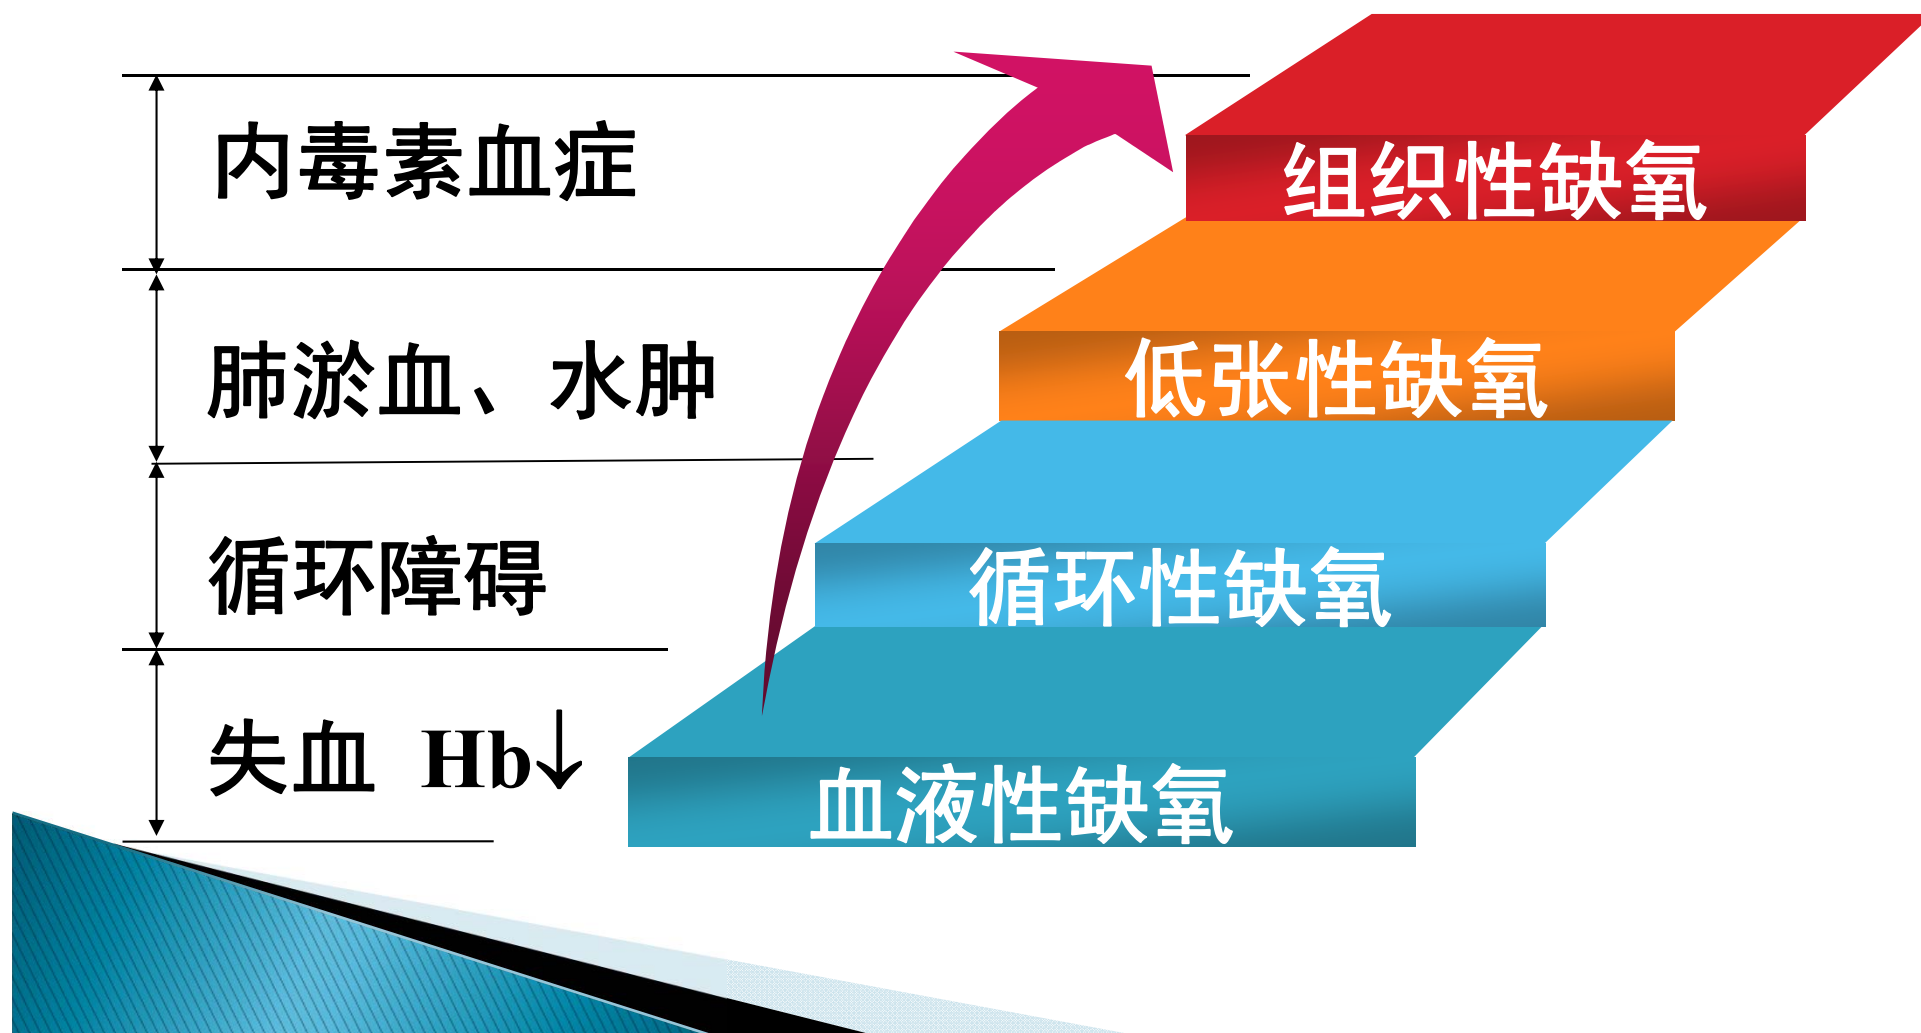 内毒素血症
组织性缺氧
肺淤血、水肿
低张性缺氧
循环障碍
循环性缺氧
失血 Hb↓
血液性缺氧